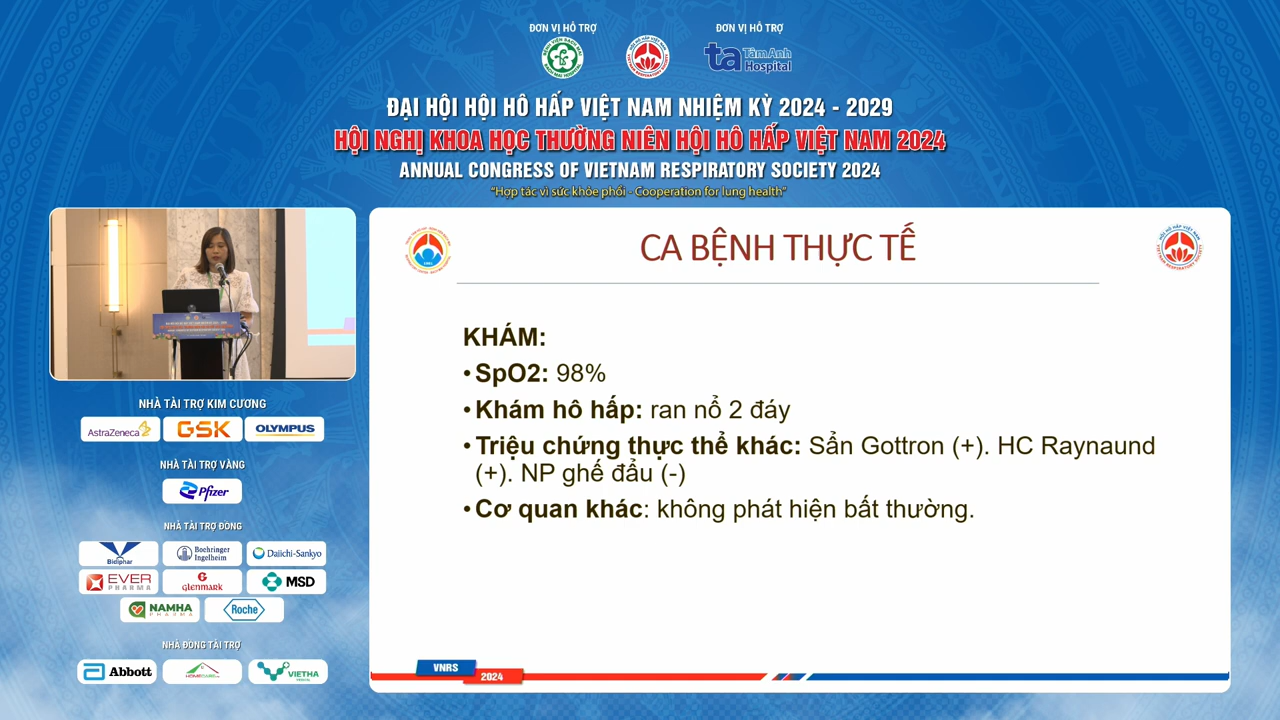 ĐƠN VỊ HỖ TRỢ
ĐƠN VỊ HỖ TRỢ
TâmAnh
ta Hospital
ĐẠI HỘI HỘI HÔ HẤP VIỆT NAM NHIỆM KỲ 2024 - 2029
HỘI NGHỊ KHOA HỌC THƯỜNG NIÊN HỘI HÔ HẤP VIỆT NAM 2024
ANNUAL CONGRESS OF VIETNAM RESPIRATORY SOCIETY 2024
"Hợp tác vì sức khỏe phổi - Cooperation for lung health"
CA BỆNH THỰC TẾ
KHÁM:
• SpO2: 98%
• Khám hô hấp: ran nổ 2 đáy
• Triệu chứng thực thể khác: Sẩn Gottron (+). HC Raynaund
(+). NP ghế đẩu (-)
• Cơ quan khác: không phát hiện bất thường.
VNRS
2024
NHÀ TÀI TRỢ KIM CƯƠNG
AstraZeneca GSK OLYMPUS
NHÀ TÀI TRỢ VÀNG
Pfizer
NHÀ TÀI TRỢ ĐỒNG
Bidiphar
Boehringer
Ingelheim
Daiichi-Sankyo
EVER
PHARMA
GLENMARK
MSD
NAMHA
PHARMA
Roche
NHÀ ĐỒNG TÀI TRỢ
Abbott
VIETHA